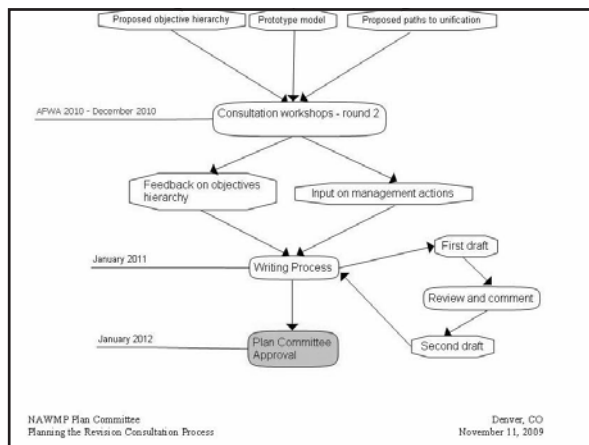 Proposed objective hierarchy
Prototype model
Proposed paths to unification
AFWA 2010 - December 2010
Consultation workshops - round 2
Feedback on objectives
hierarchy
Input on management actions
First draft
January 2011
Writing Process
Review and comment
January 2012
Plan Committee
Approval
Second draft
NAWMP Plan Committee
Planning the Revision Consultation Process
Denver, CO
November 11, 2009